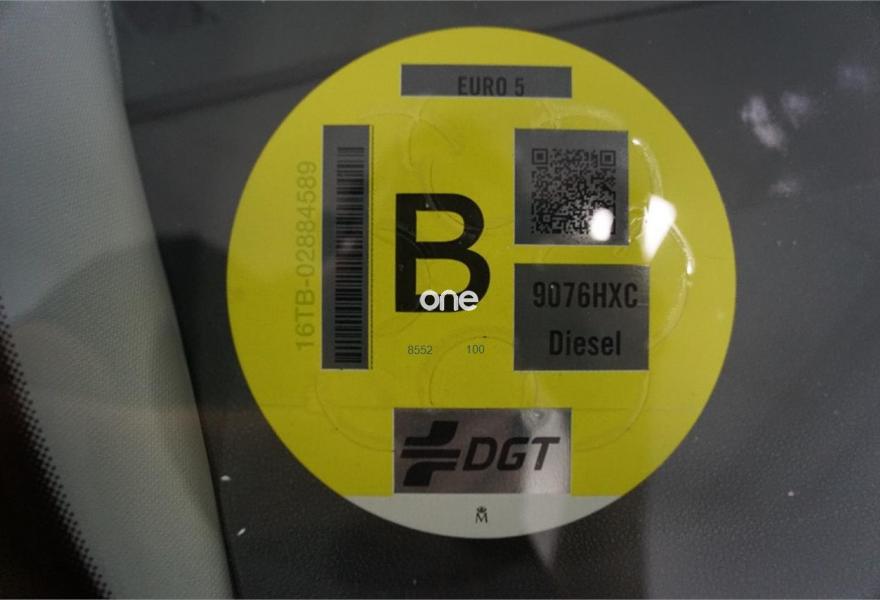 EURO 5
16TB-02884589
B
one
9076HXC
Diesel
8552 100
DGT
M